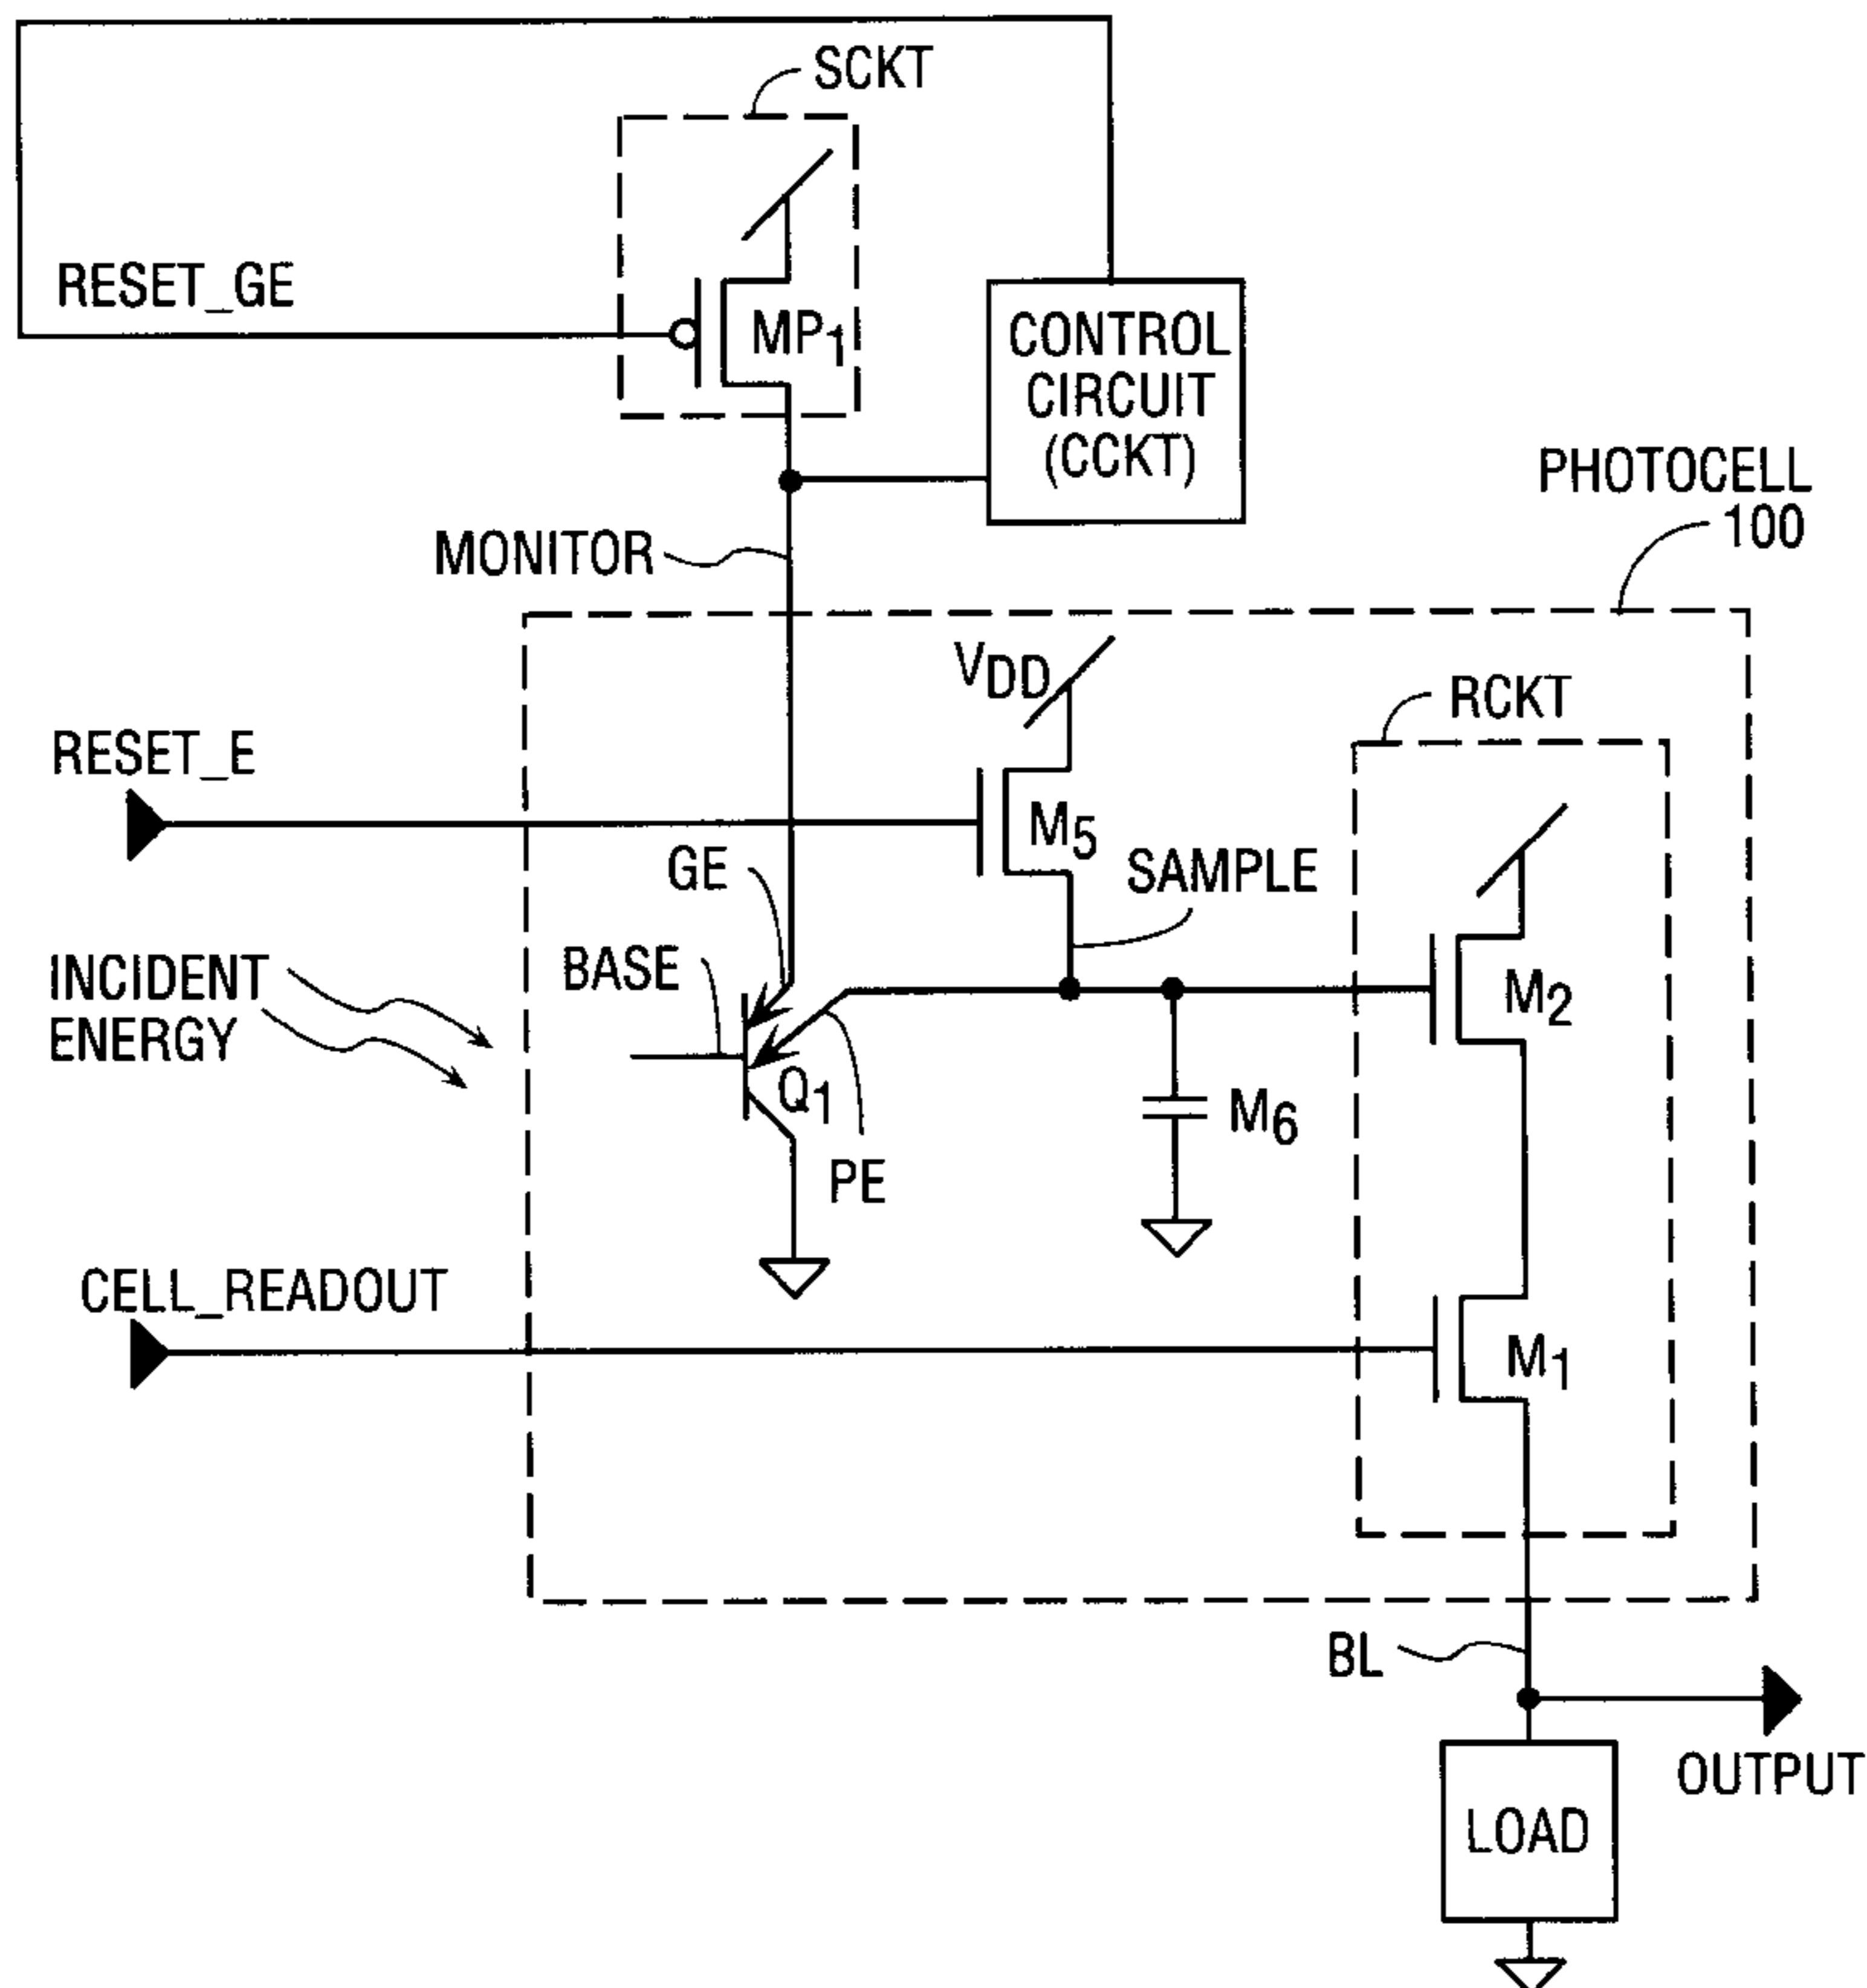 SCKT
RESET_GE
MP1
CONTROL
CIRCUIT
(CCKT)
PHOTOCELL
100
MONITOR
VDD
RCKT
RESET_E
M5
GE
SAMPLE
BASE
INCIDENT
ENERGY
M2
Q1
M6
PE
CELL_READOUT
M1
BL
OUTPUT
LOAD